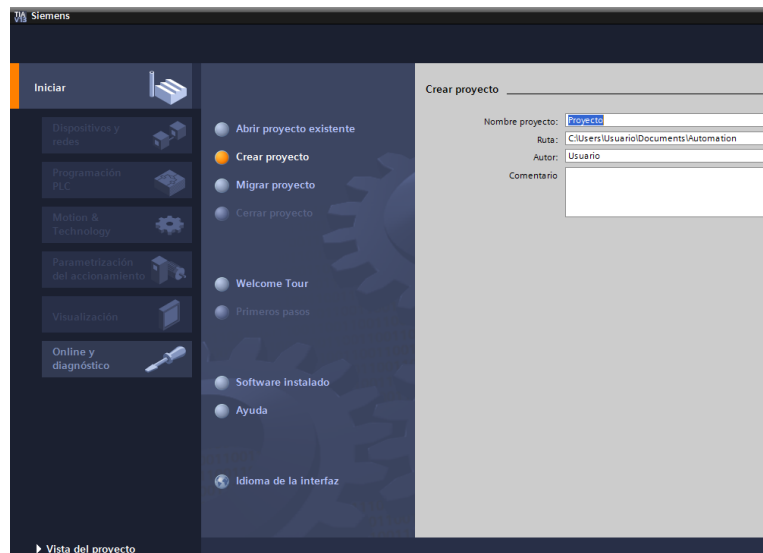 TIA
V13
Siemens
Iniciar
Dispositivos y
redes
Programación
PLC
Motion &
Technology
Parametrización
del accionamiento
Visualización
Online y
diagnóstico
Vista del proyecto
Abrir proyecto existente
Crear proyecto
Migrar proyecto
Cerrar proyecto
Welcome Tour
Primeros pasos
Software instalado
Ayuda
Idioma de la interfaz
Crear proyecto
Nombre proyecto: Proyecto
Ruta: C:\Users\Usuario\Documents\Automation
Autor: Usuario
Comentario